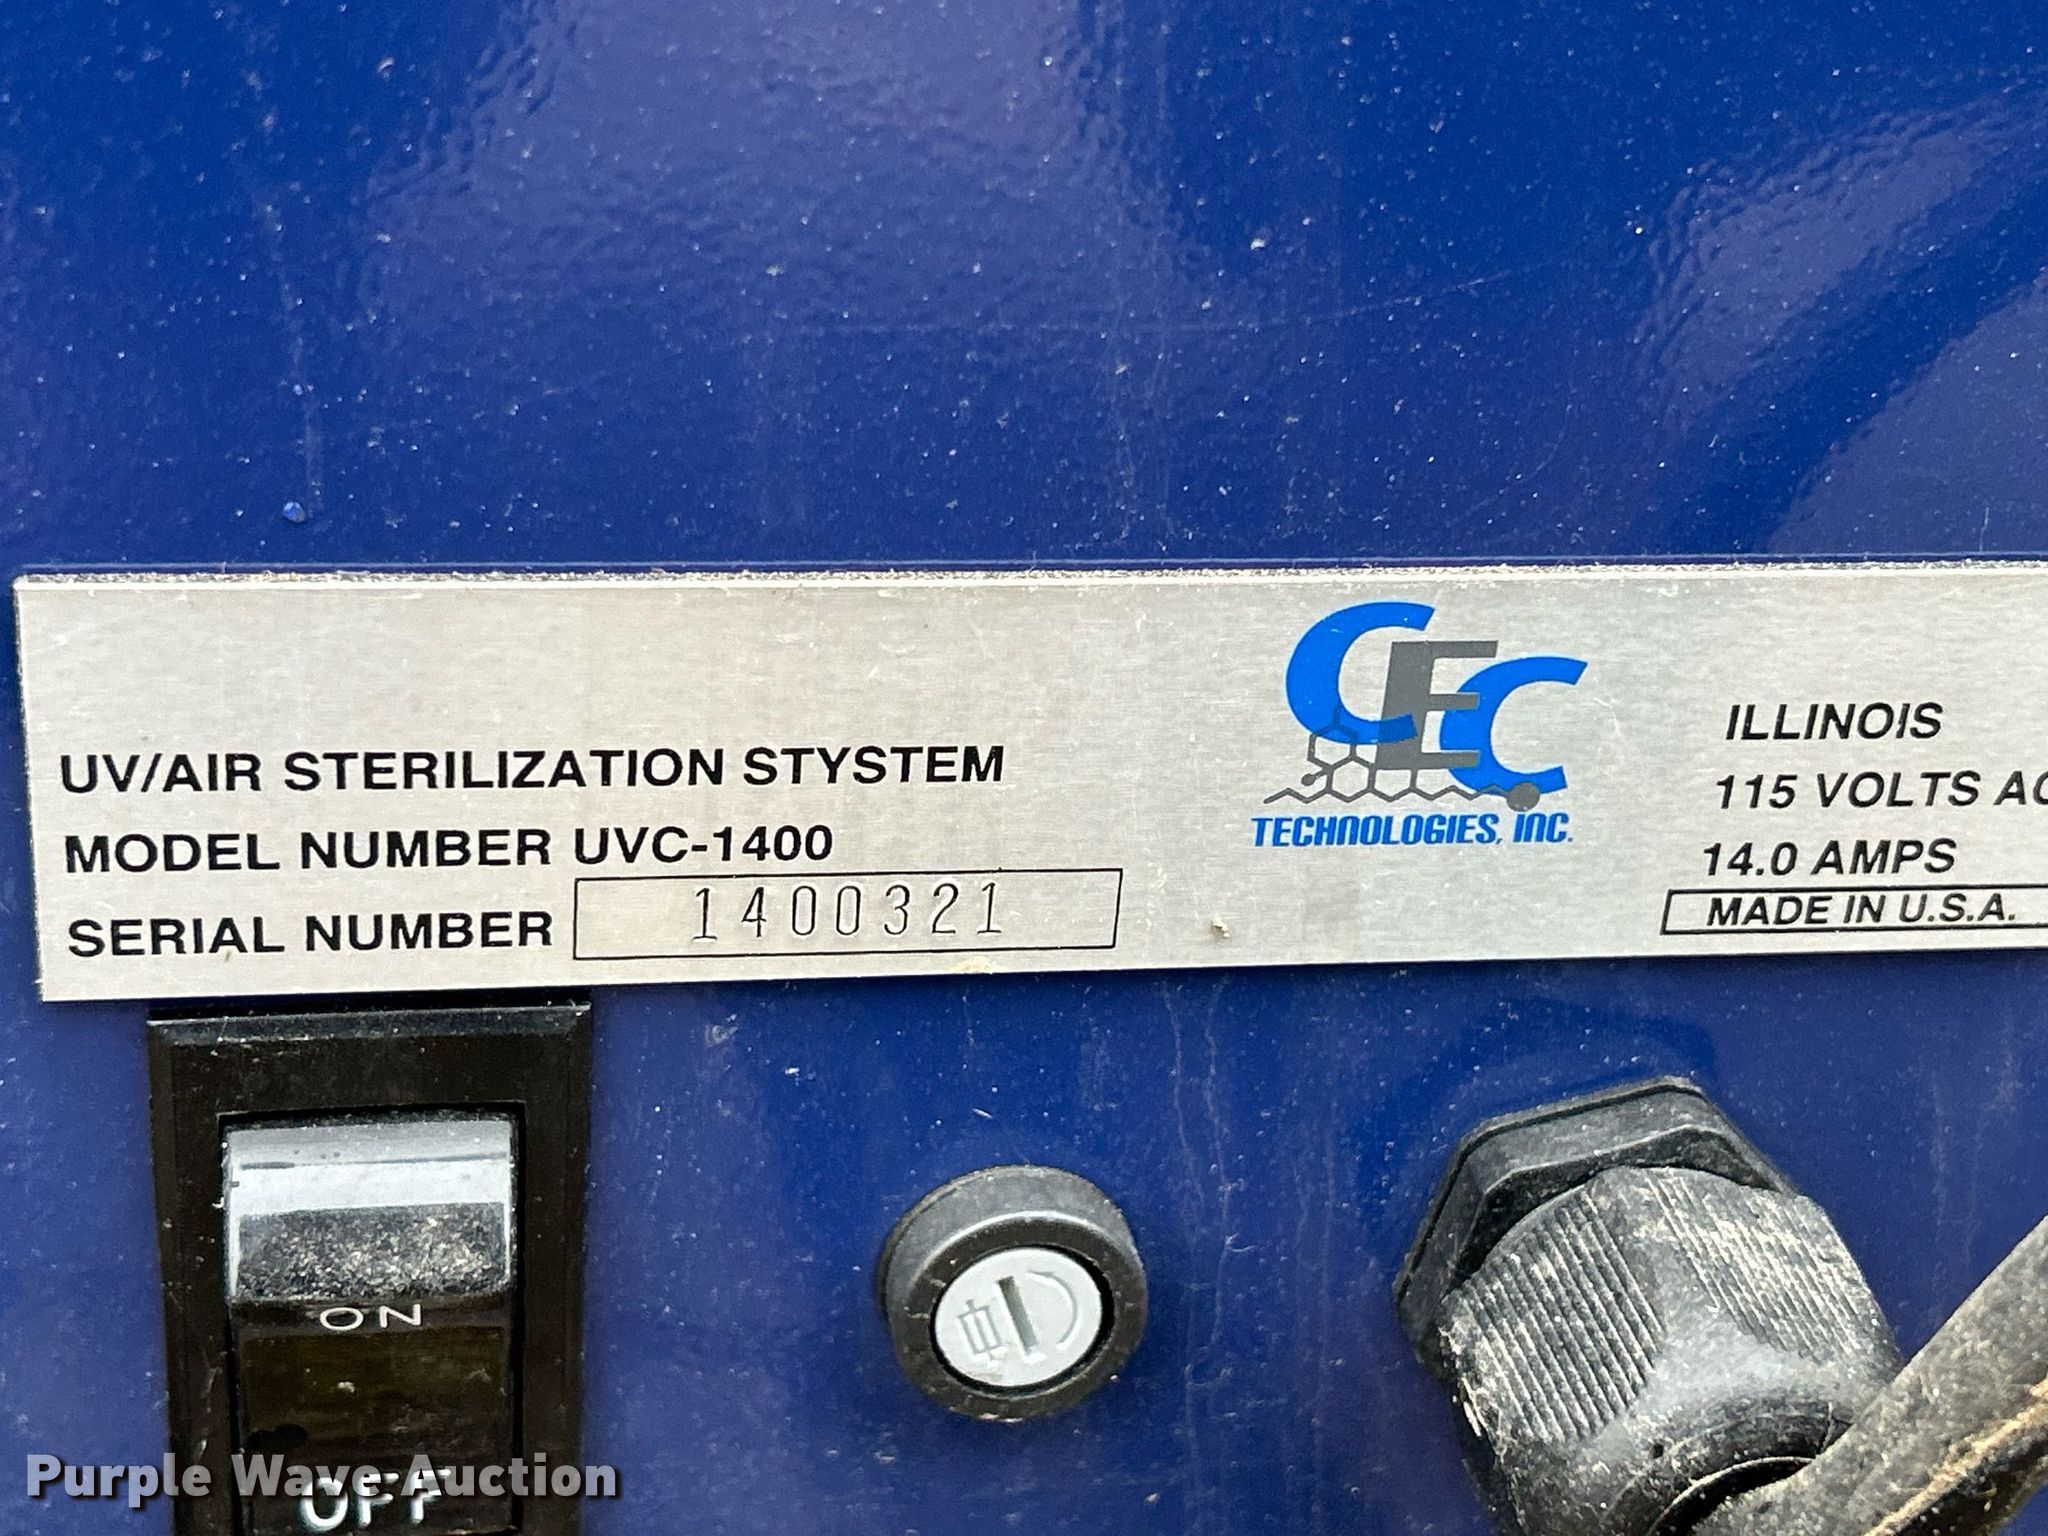 UV/AIR STERILIZATION STYSTEM
MODEL NUMBER UVC-1400
SERIAL NUMBER 1400321
CEC
TECHNOLOGIES, INC.
ILLINOIS
115 VOLTS AC
14.0 AMPS
MADE IN U.S.A.
ON
OFF
Purple Wave Auction